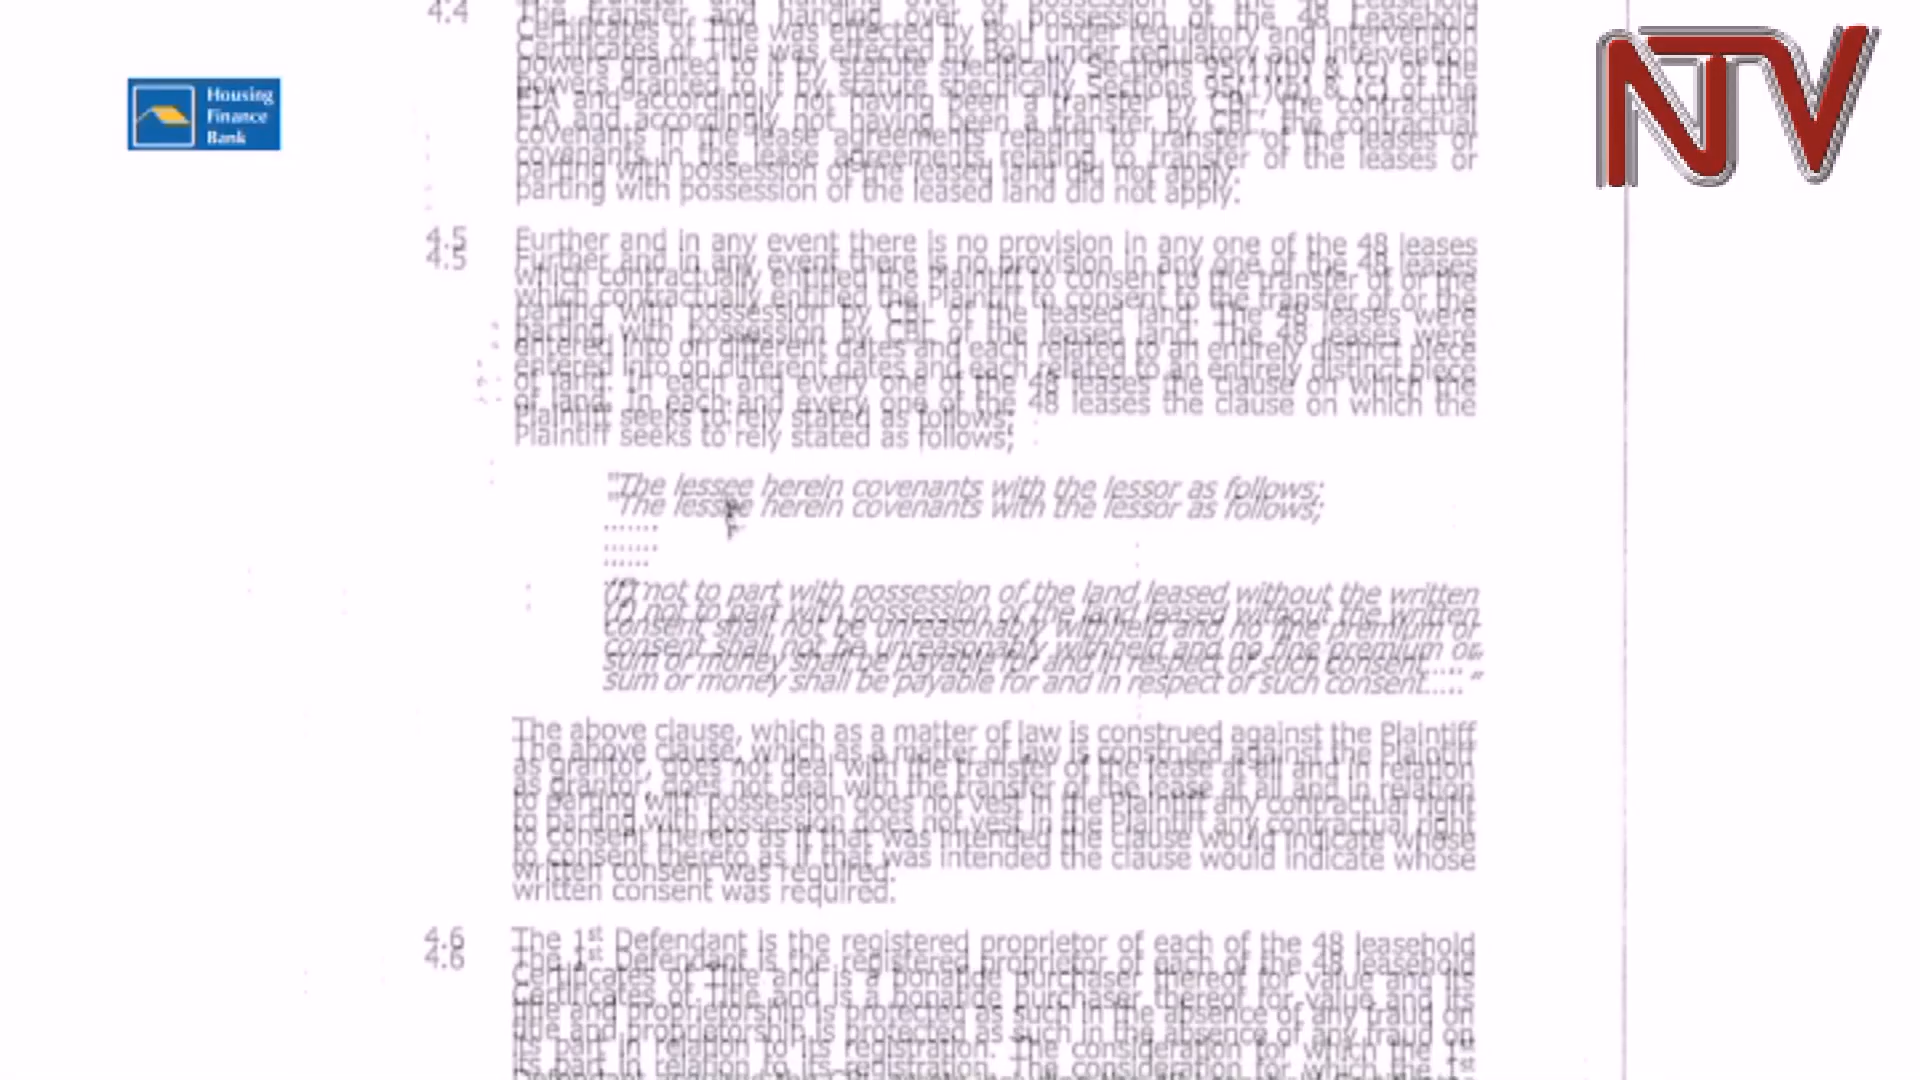 Housing
Finance
Bank
NTV
4.4
The transfer and handing over of possession of the 48 Leasehold
Certificates of Title was effected by BoU under regulatory and intervention
powers granted to it by statute specifically Sections of the
FIA and accordingly not having been a transfer by CBL, the contractual
covenants in the lease agreements relating to transfer of the leases or
parting with possession of the leased land did not apply.
4.5
Further and in any event there is no provision in any one of the 48 leases
which contractually entitled the Plaintiff to consent to the transfer of or the
parting with possession by CBL of the leased land. The 48 leases were
entered into on different dates and each related to an entirely distinct piece
of land. In each and every one of the 48 leases the clause on which the
Plaintiff seeks to rely stated as follows;
"The lessee herein covenants with the lessor as follows;
.......
.......
not to part with possession of the land leased without the written
consent shall not be unreasonably withheld and no fine premium or
sum or money shall be payable for and in respect of such consent..... "
The above clause, which as a matter of law is construed against the Plaintiff
as grantor, does not deal with the transfer of the lease at all and in relation
to parting with possession does not vest in the Plaintiff any contractual right
to consent thereto as if that was intended the clause would indicate whose
written consent was required.
4.6
The 1st Defendant is the registered proprietor of each of the 48 leasehold
Certificates of Title and is a bonafide purchaser thereof for value and its
title and proprietorship is protected as such in the absence of any fraud on
its part in relation to its registration. The consideration for which the 1st